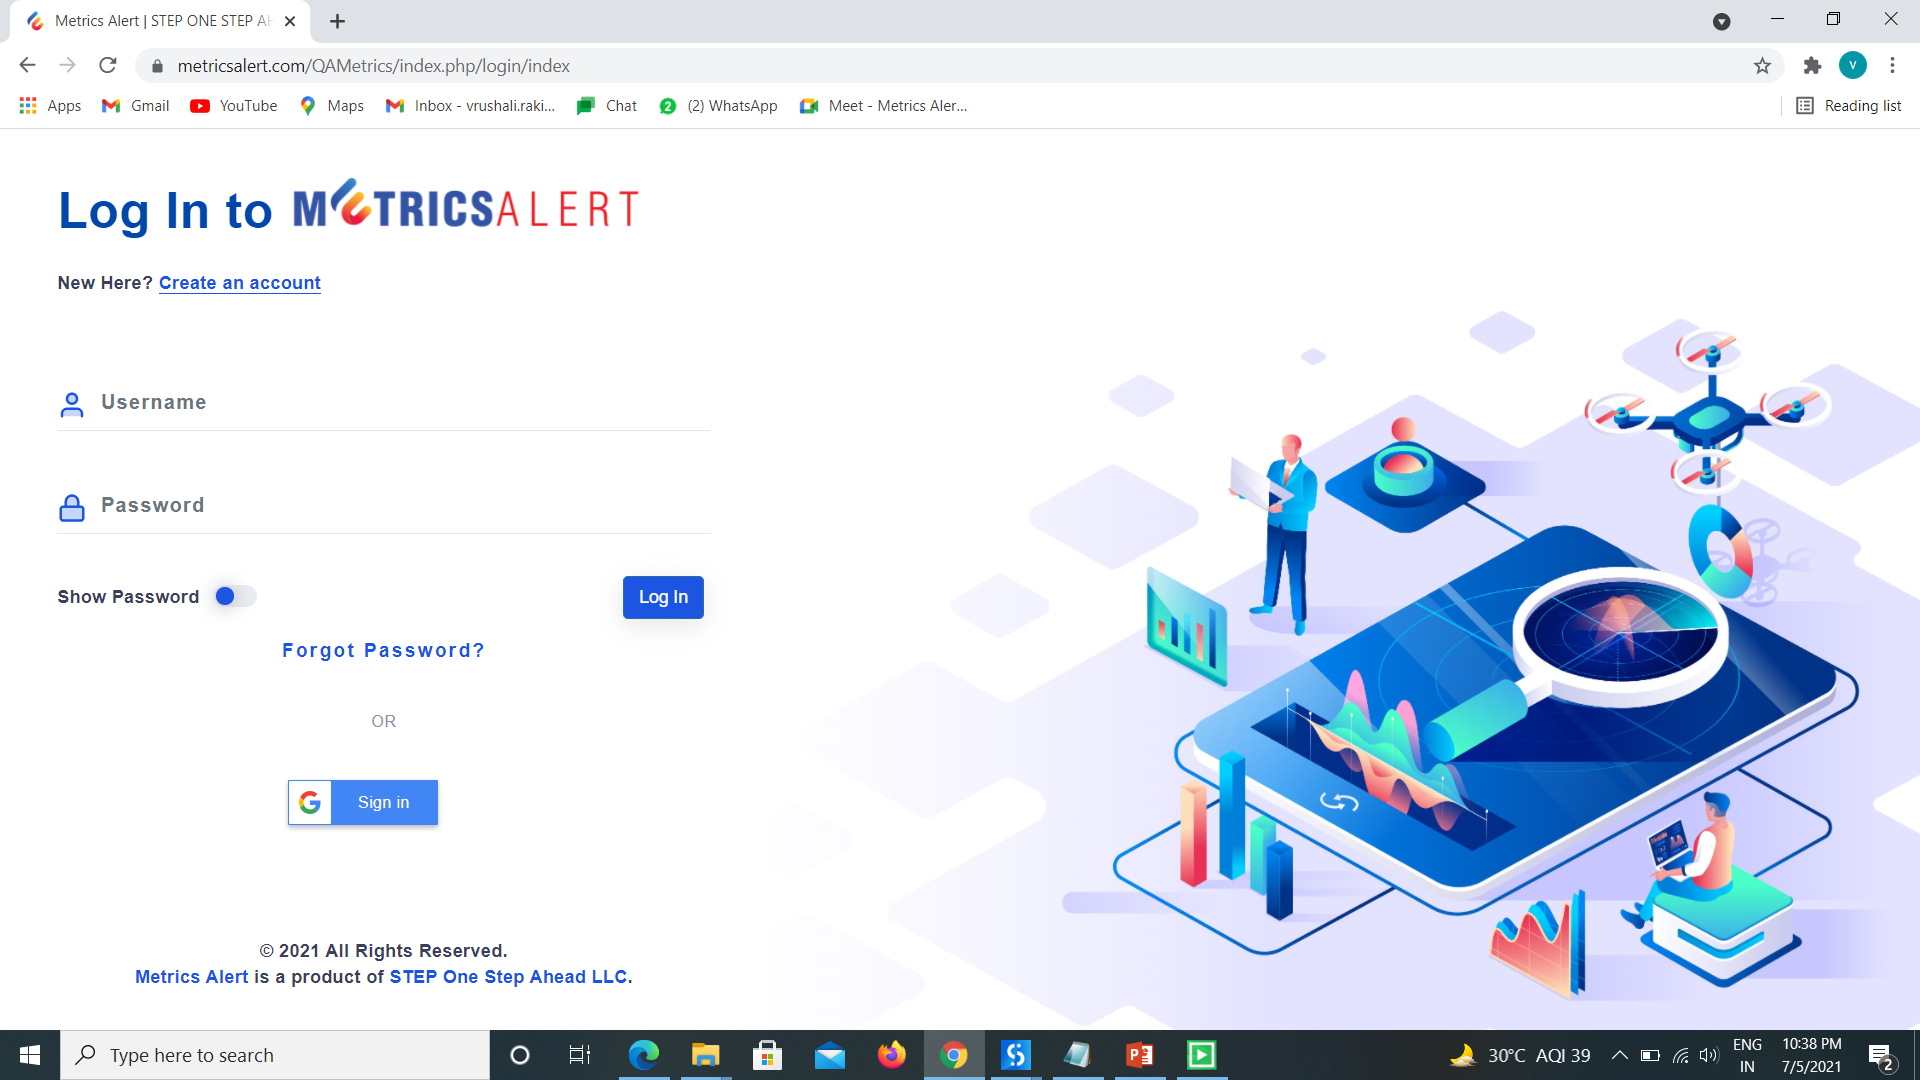 Metrics Alert | STEP ONE STEP AH
metricsalert.com/QAMetrics/index.php/login/index
V
Apps Gmail YouTube Maps Inbox - vrushali.raki... Chat 2 (2) WhatsApp Meet - Metrics Aler... Reading list
Log In to METRICSALERT
New Here? Create an account
Username
Password
Show Password Log In
Forgot Password?
OR
G Sign in
© 2021 All Rights Reserved.
Metrics Alert is a product of STEP One Step Ahead LLC.
Type here to search
30°C AQI 39
ENG
IN
10:38 PM
7/5/2021
2